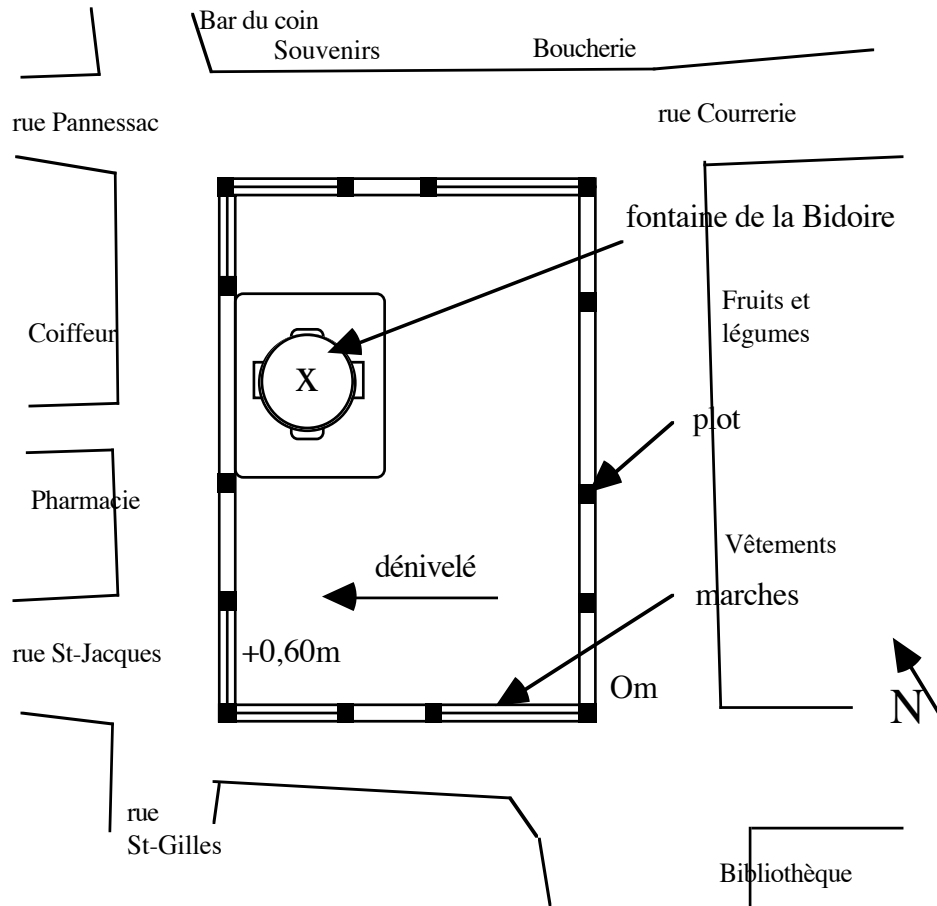 Bar du coin
Souvenirs
Boucherie
rue Pannessac
rue Courrerie
fontaine de la Bidoire
Fruits et
légumes
Coiffeur
X
plot
Pharmacie
Vêtements
dénivelé
marches
rue St-Jacques
+0,60m
Om
N
rue
St-Gilles
Bibliothèque